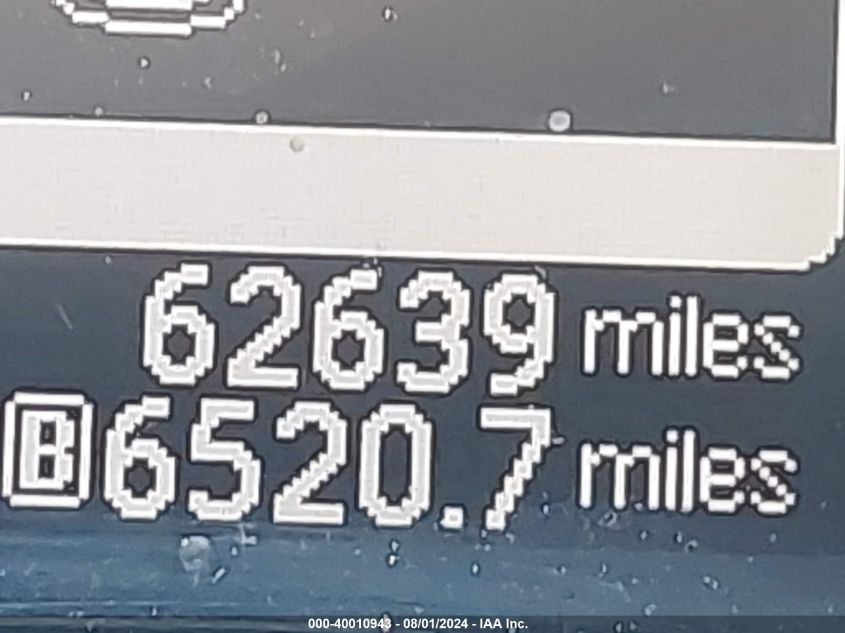 62639 miles
B 6520.7 miles
000-40010943 - 08/01/2024 - IAA Inc.